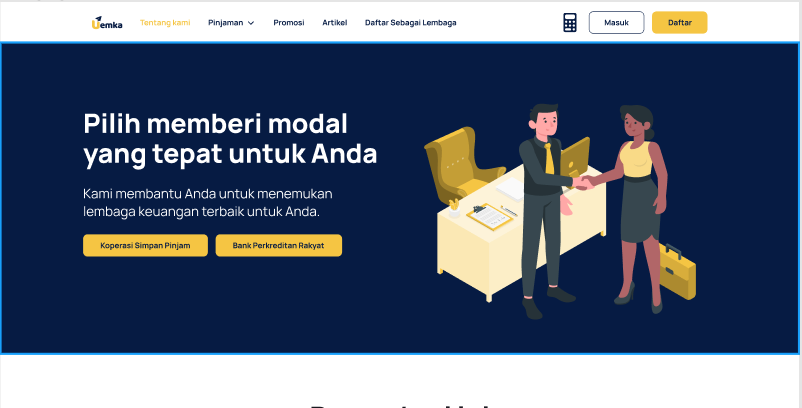 Uemka
Tentang kami
Pinjaman
Promosi
Artikel
Daftar Sebagai Lembaga
Masuk
Daftar
Pilih memberi modal
yang tepat untuk Anda
Kami membantu Anda untuk menemukan
lembaga keuangan terbaik untuk Anda.
Koperasi Simpan Pinjam
Bank Perkreditan Rakyat